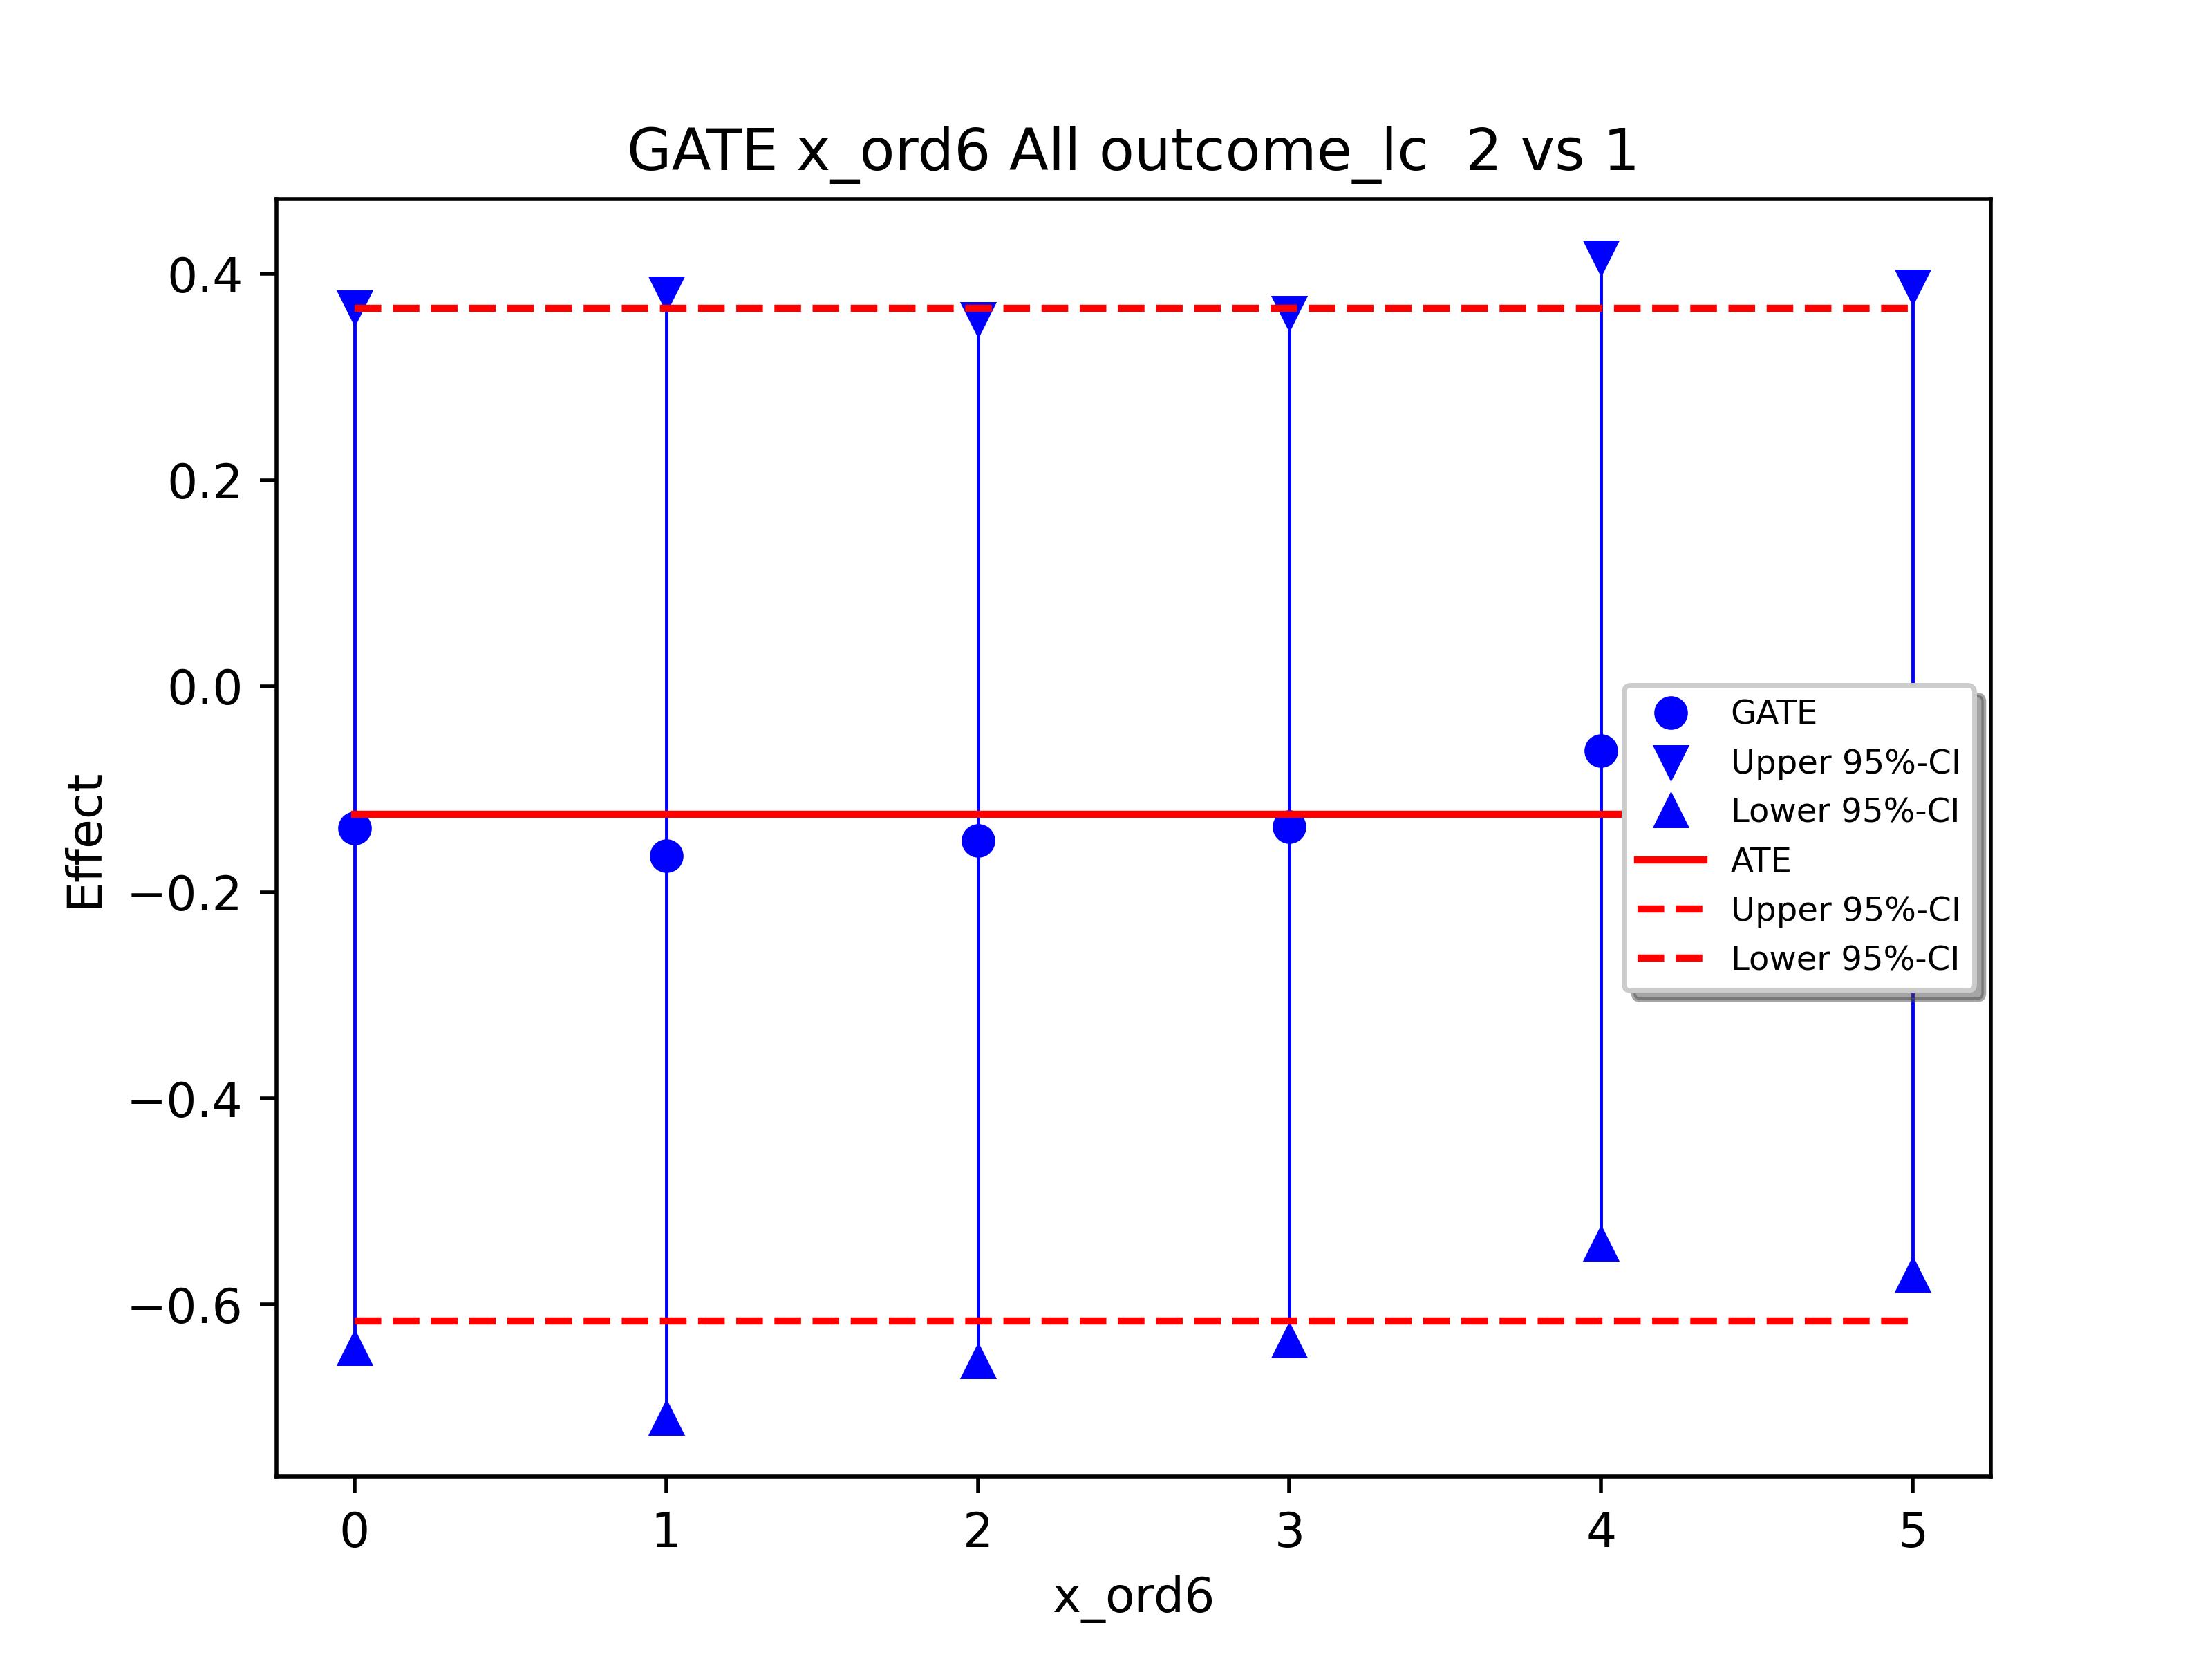 GATE x_ord6 All outcome_lc  2 vs 1
Effect
0.4
0.2
0.0
−0.2
−0.4
−0.6
GATE
Upper 95%-CI
Lower 95%-CI
ATE
Upper 95%-CI
Lower 95%-CI
0 1 2 3 4 5
x_ord6